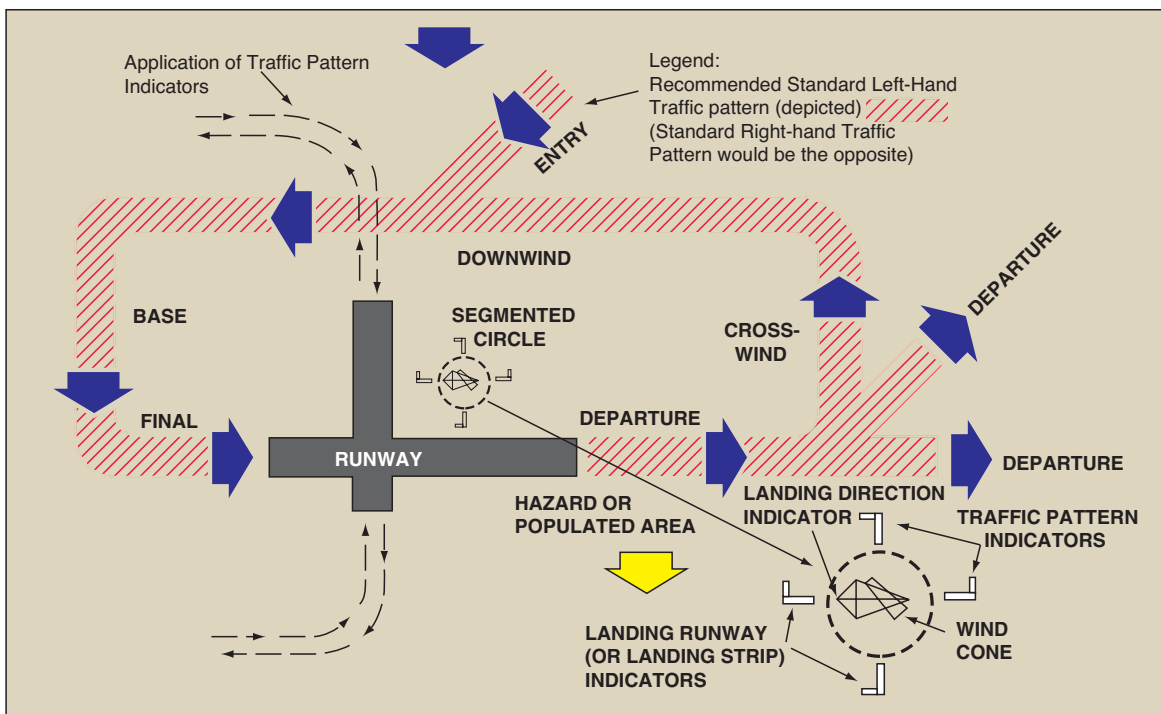 Application of Traffic Pattern
Indicators
Legend:
Recommended Standard Left-Hand
Traffic pattern (depicted)
(Standard Right-hand Traffic
Pattern would be the opposite)
ENTRY
DOWNWIND
BASE
SEGMENTED
CIRCLE
CROSS-
WIND
DEPARTURE
FINAL
DEPARTURE
RUNWAY
DEPARTURE
HAZARD OR
POPULATED AREA
LANDING DIRECTION
INDICATOR
TRAFFIC PATTERN
INDICATORS
LANDING RUNWAY
(OR LANDING STRIP)
INDICATORS
WIND
CONE